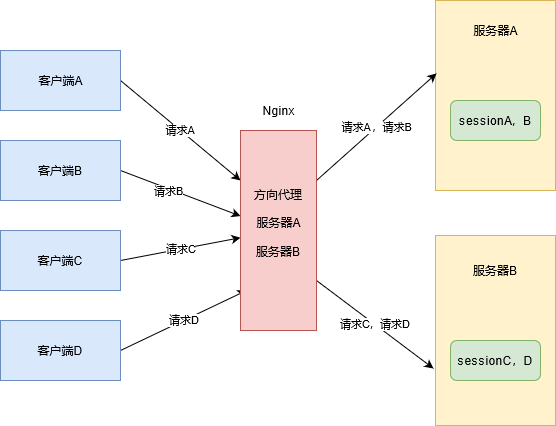 客户端A
客户端B
客户端C
客户端D
请求A
请求B
请求C
请求D
Nginx
方向代理
服务器A
服务器B
请求A，请求B
请求C，请求D
服务器A
sessionA，B
服务器B
sessionC，D